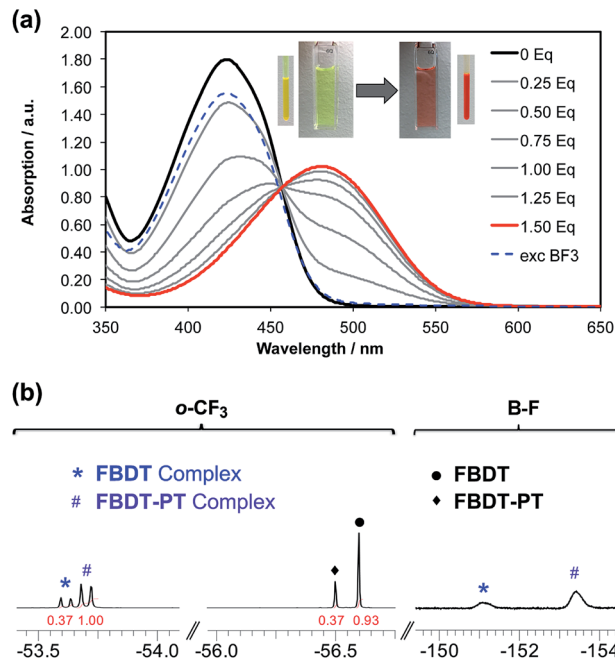 (a)
2.00
1.80
1.60
1.40
1.20
1.00
0.80
0.60
0.40
0.20
0.00
Absorption / a.u.
350 400 450 500 550 600 650
Wavelength / nm
0 Eq
0.25 Eq
0.50 Eq
0.75 Eq
1.00 Eq
1.25 Eq
1.50 Eq
exc BF3
(b)
o-CF3 B-F
* FBDT Complex
# FBDT-PT Complex
● FBDT
♦ FBDT-PT
* # ♦ ● * #
0.37 1.00 0.37 0.93
-53.5 -54.0 -56.0 -56.5 -150 -152 -154